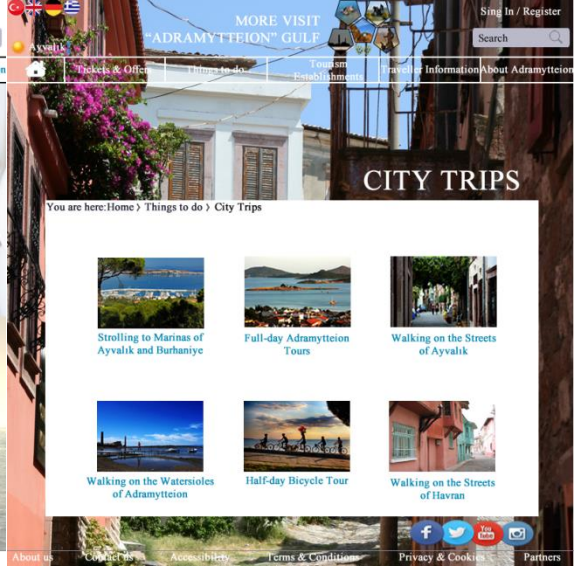 MORE VISIT
“ADRAMYTTEION” GULF
Sing In / Register
Search
Ayvalık
Tickets & Offers
Things to do
Tourism
Establishments
Traveller Information
About Adramytteion
CITY TRIPS
You are here:Home > Things to do > City Trips
Strolling to Marinas of
Ayvalık and Burhaniye
Full-day Adramytteion
Tours
Walking on the Streets
of Ayvalık
Walking on the Watersioles
of Adramytteion
Half-day Bicycle Tour
Walking on the Streets
of Havran
You
Tube
About us
Contact us
Accessibility
Terms & Conditions
Privacy & Cookies
Partners